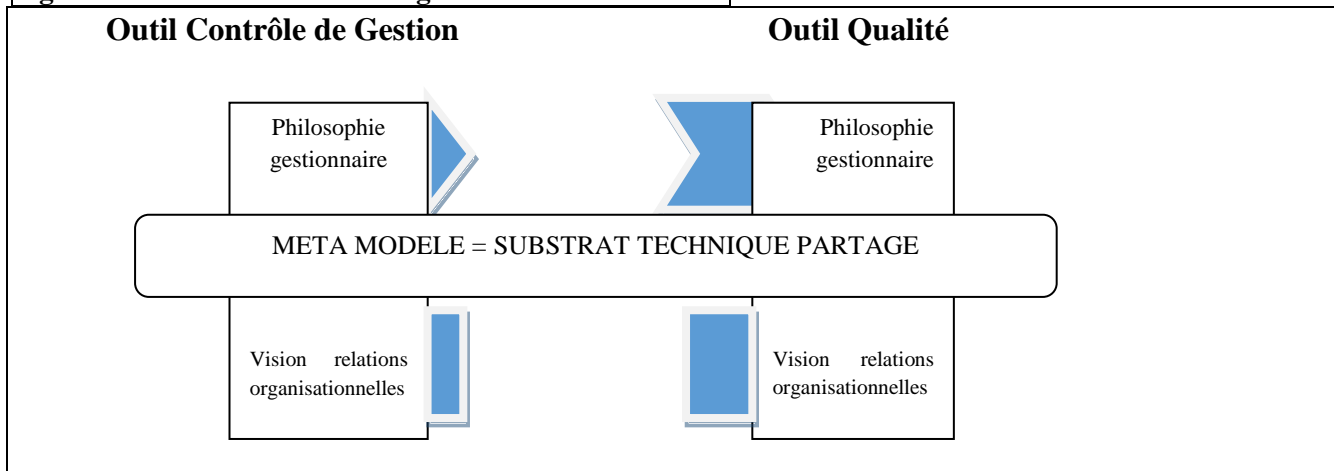 Outil Contrôle de Gestion
Outil Qualité
Philosophie
gestionnaire
Philosophie
gestionnaire
META MODELE = SUBSTRAT TECHNIQUE PARTAGE
Vision relations
organisationnelles
Vision relations
organisationnelles